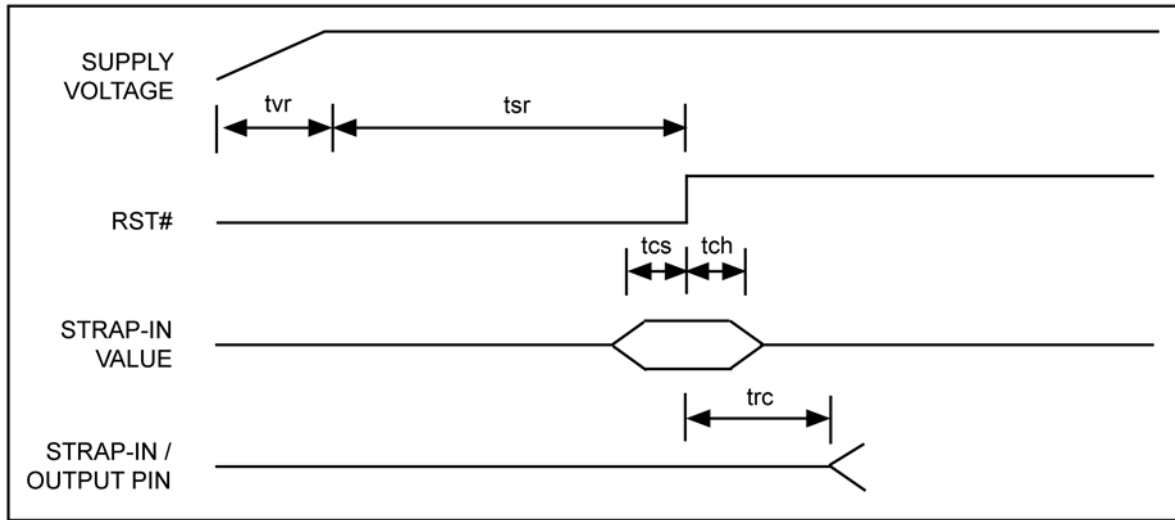 SUPPLY
VOLTAGE
tvr
tsr
RST#
tcs
tch
STRAP-IN
VALUE
trc
STRAP-IN /
OUTPUT PIN